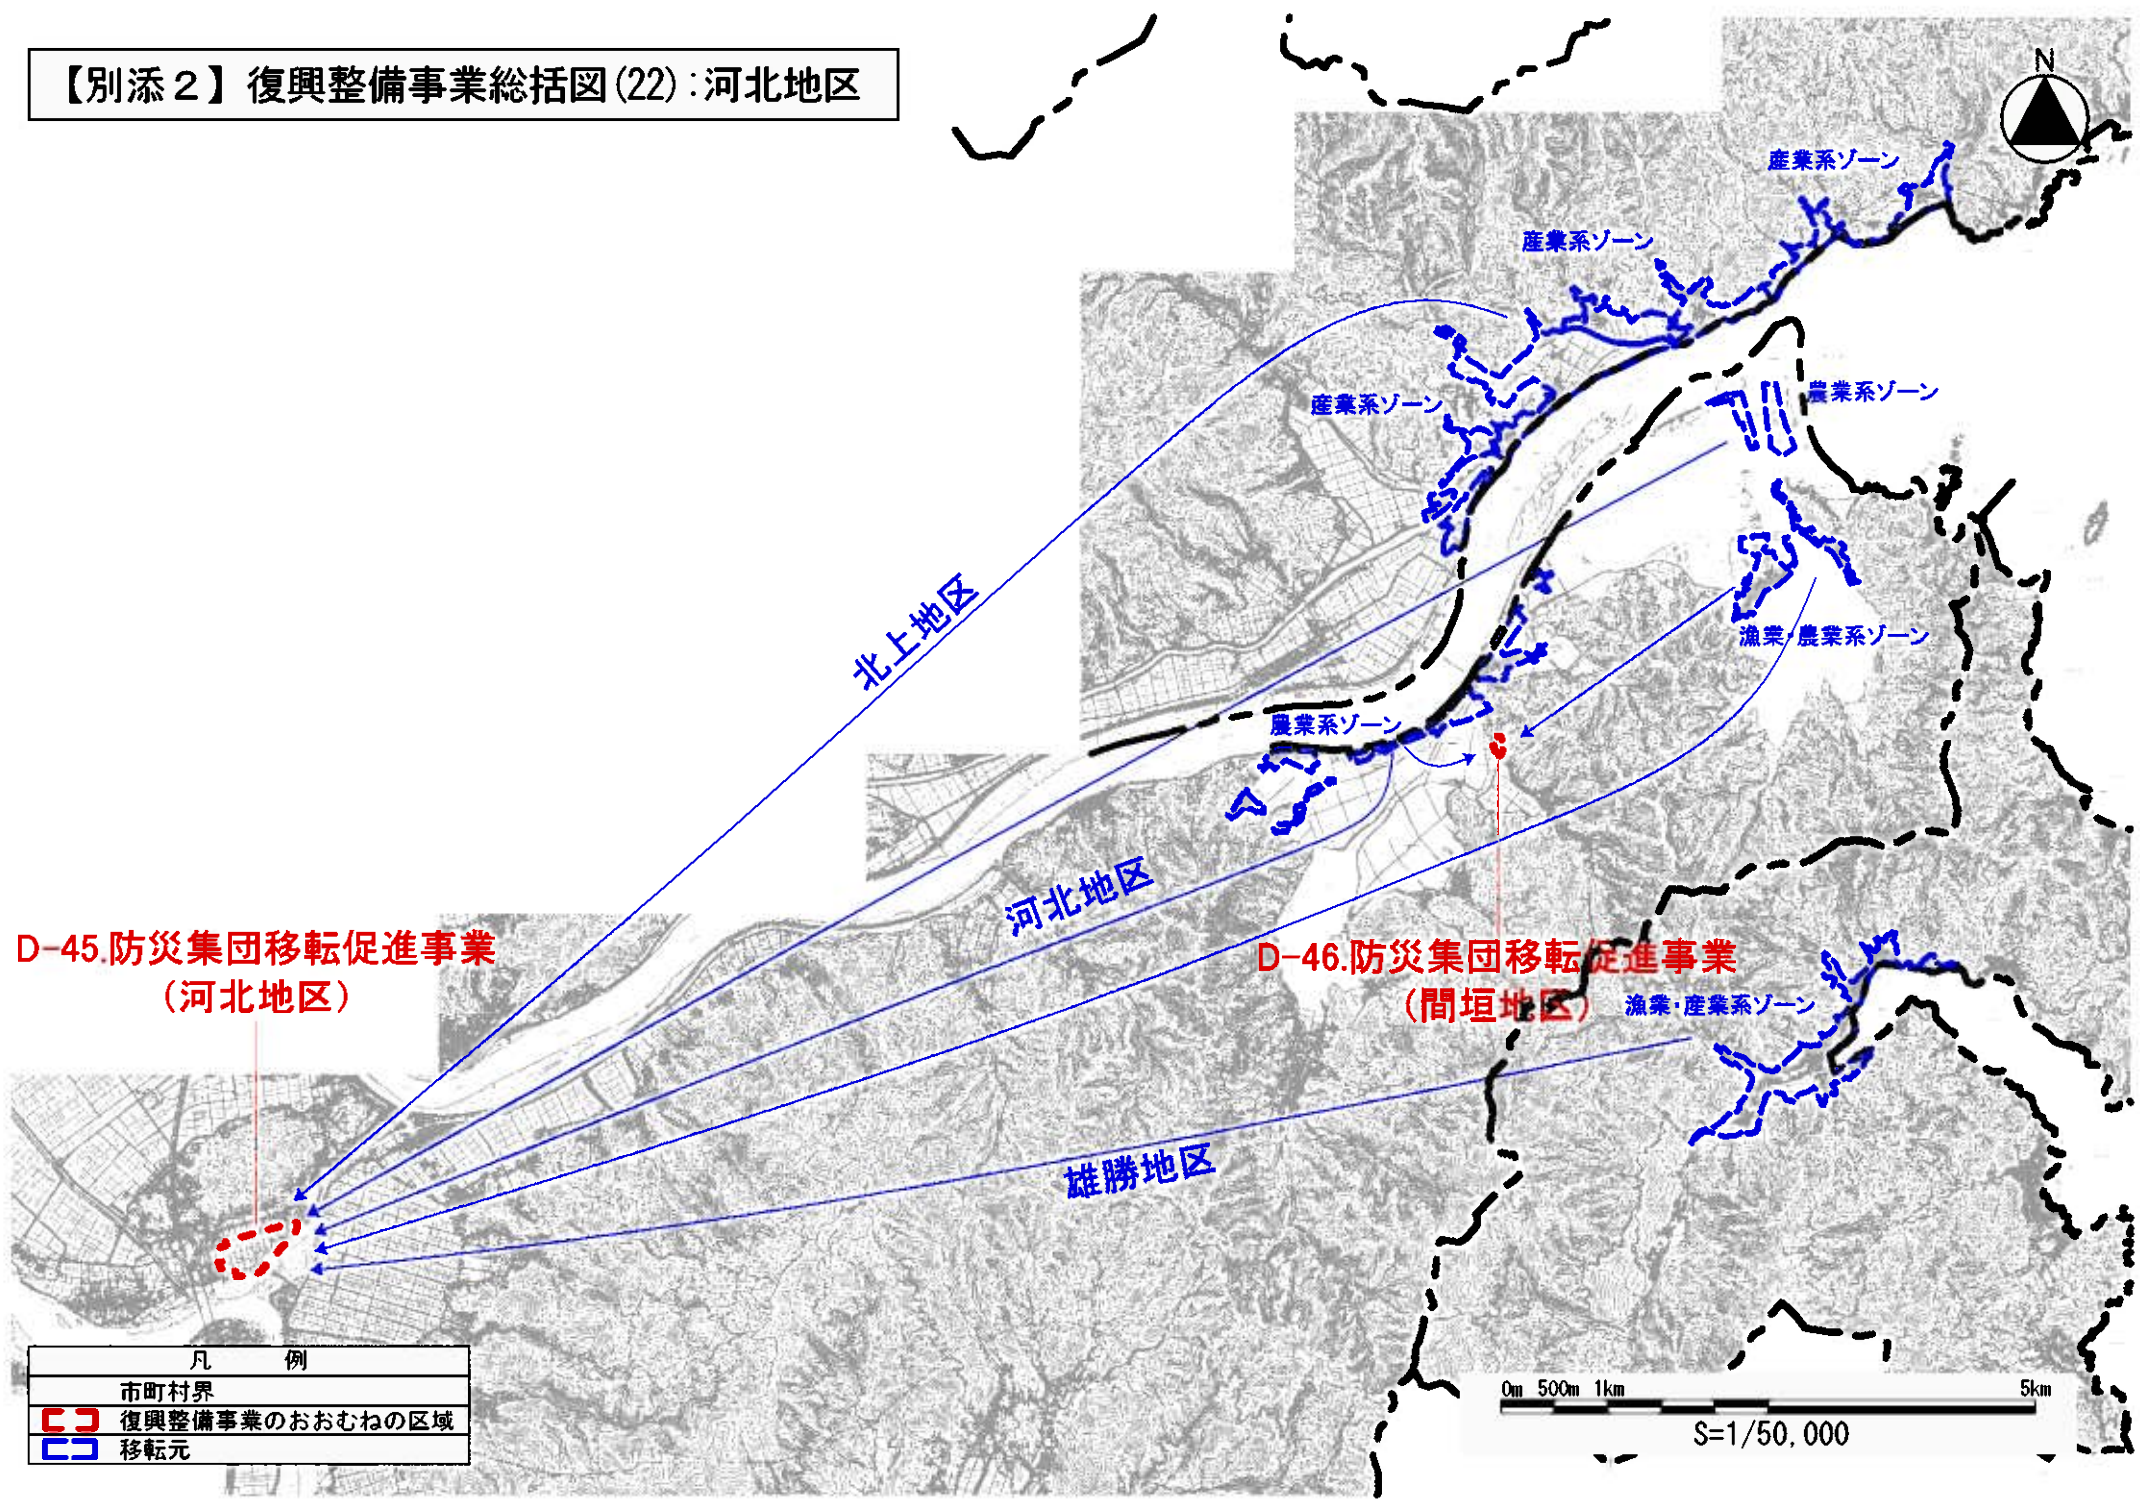 【別添２】復興整備事業総括図(22):河北地区
N
産業系ゾーン
産業系ゾーン
産業系ゾーン
農業系ゾーン
漁業・農業系ゾーン
北上地区
農業系ゾーン
河北地区
D-45.防災集団移転促進事業
(河北地区)
D-46.防災集団移転促進事業
(間垣地区)
漁業・産業系ゾーン
雄勝地区
凡 例
市町村界
復興整備事業のおおむねの区域
移転元
0m 500m 1km 5km
S=1/50,000